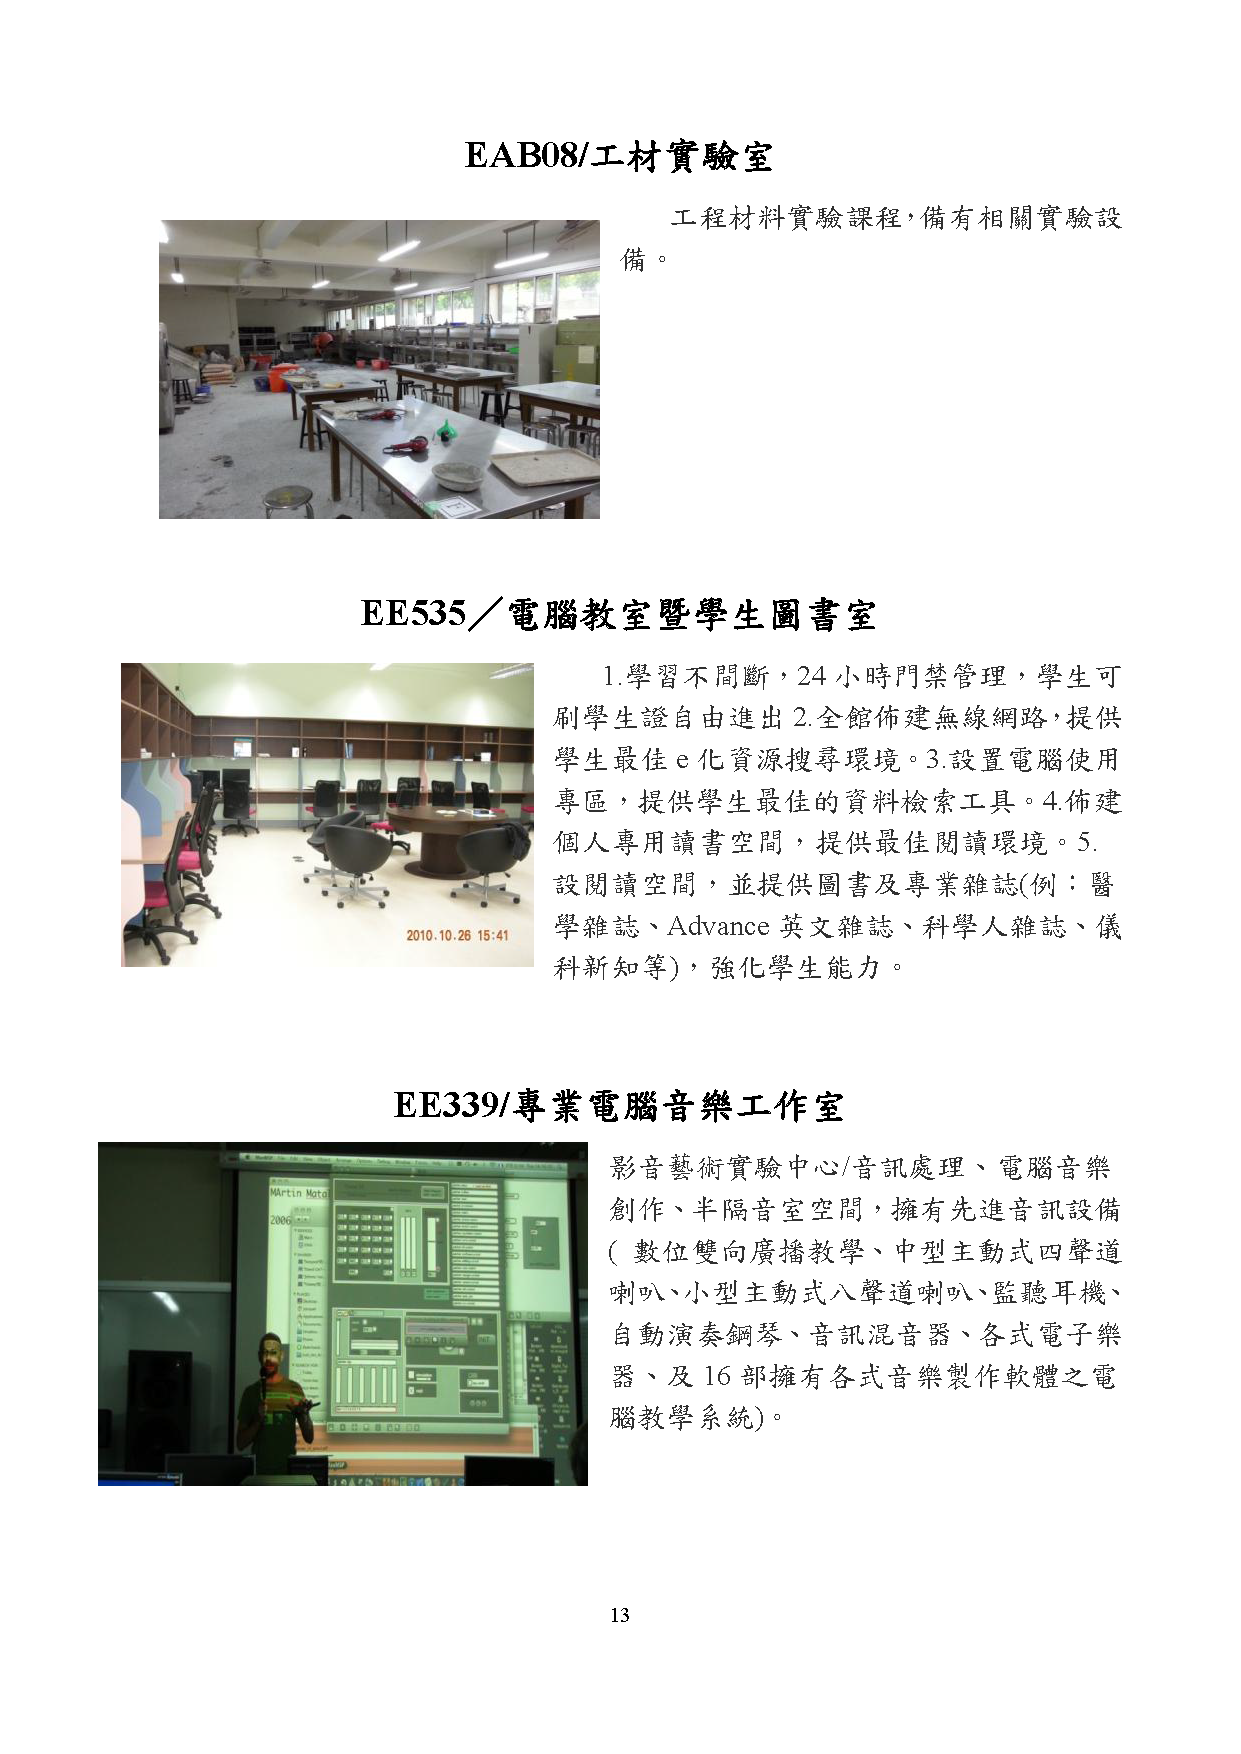 EAB08/工材實驗室
工程材料實驗課程，備有相關實驗設
備。
EE535／電腦教室暨學生圖書室
1.學習不間斷，24 小時門禁管理，學生可
刷學生證自由進出 2.全館佈建無線網路，提供
學生最佳 e 化資源搜尋環境。3.設置電腦使用
專區，提供學生最佳的資料檢索工具。4.佈建
個人專用讀書空間，提供最佳閱讀環境。5.
設閱讀空間，並提供圖書及專業雜誌(例：醫
學雜誌、Advance 英文雜誌、科學人雜誌、儀
科新知等)，強化學生能力。
2010.10.26 15:41
EE339/專業電腦音樂工作室
影音藝術實驗中心/音訊處理、電腦音樂
創作、半隔音室空間，擁有先進音訊設備
( 數位雙向廣播教學、中型主動式四聲道
喇叭、小型主動式八聲道喇叭、監聽耳機、
自動演奏鋼琴、音訊混音器、各式電子樂
器、及 16 部擁有各式音樂製作軟體之電
腦教學系統)。
MArtin Mato
2006
13